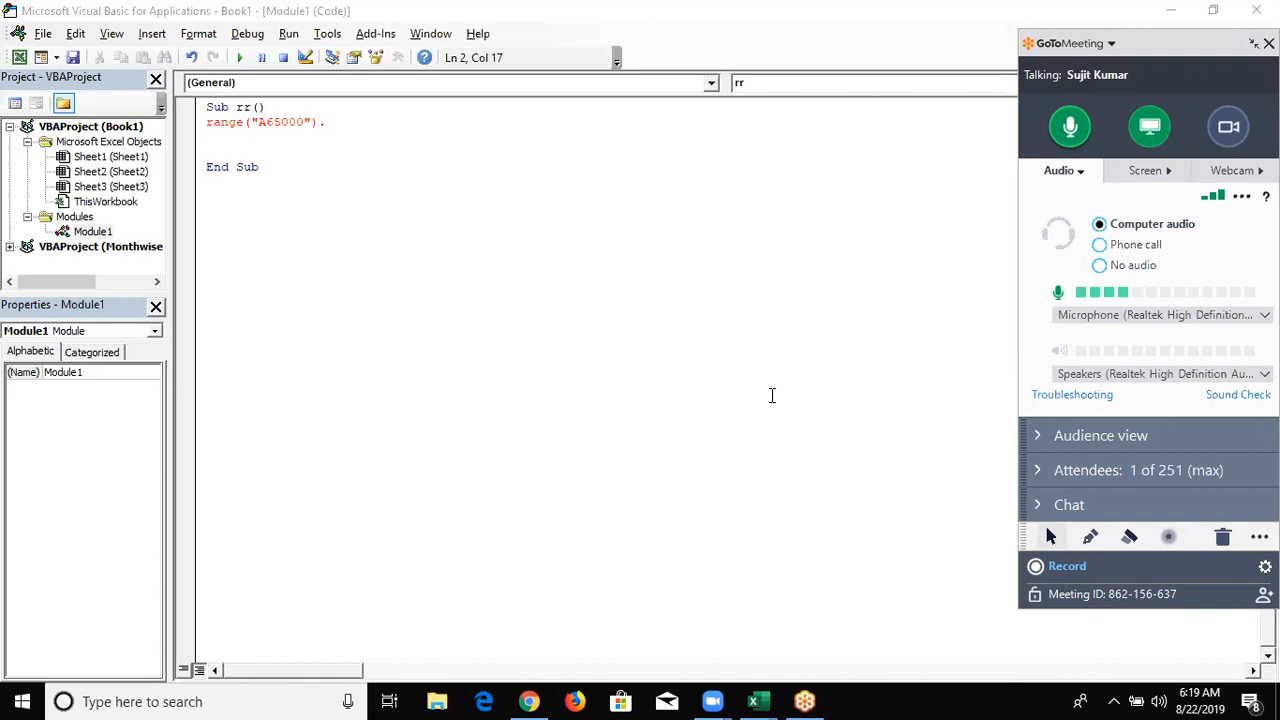 Microsoft Visual Basic for Applications - Book1 - [Module1 (Code)]
File Edit View Insert Format Debug Run Tools Add-Ins Window Help
Ln 2, Col 17
Project - VBAProject
(General)
rr
VBAProject (Book1)
Microsoft Excel Objects
Sheet1 (Sheet1)
Sheet2 (Sheet2)
Sheet3 (Sheet3)
ThisWorkbook
Modules
Module1
VBAProject (Monthwise
Properties - Module1
Module1 Module
Alphabetic Categorized
(Name) Module1
Sub rr()
range("A65000").
End Sub
GoToMeeting
Talking: Sujit Kumar
Audio Screen Webcam
?
Computer audio
Phone call
No audio
Microphone (Realtek High Definition...
Speakers (Realtek High Definition Au...
Troubleshooting Sound Check
Audience view
Attendees: 1 of 251 (max)
Chat
Record
Meeting ID: 862-156-637
Type here to search
6:19 AM
8/22/2019
8